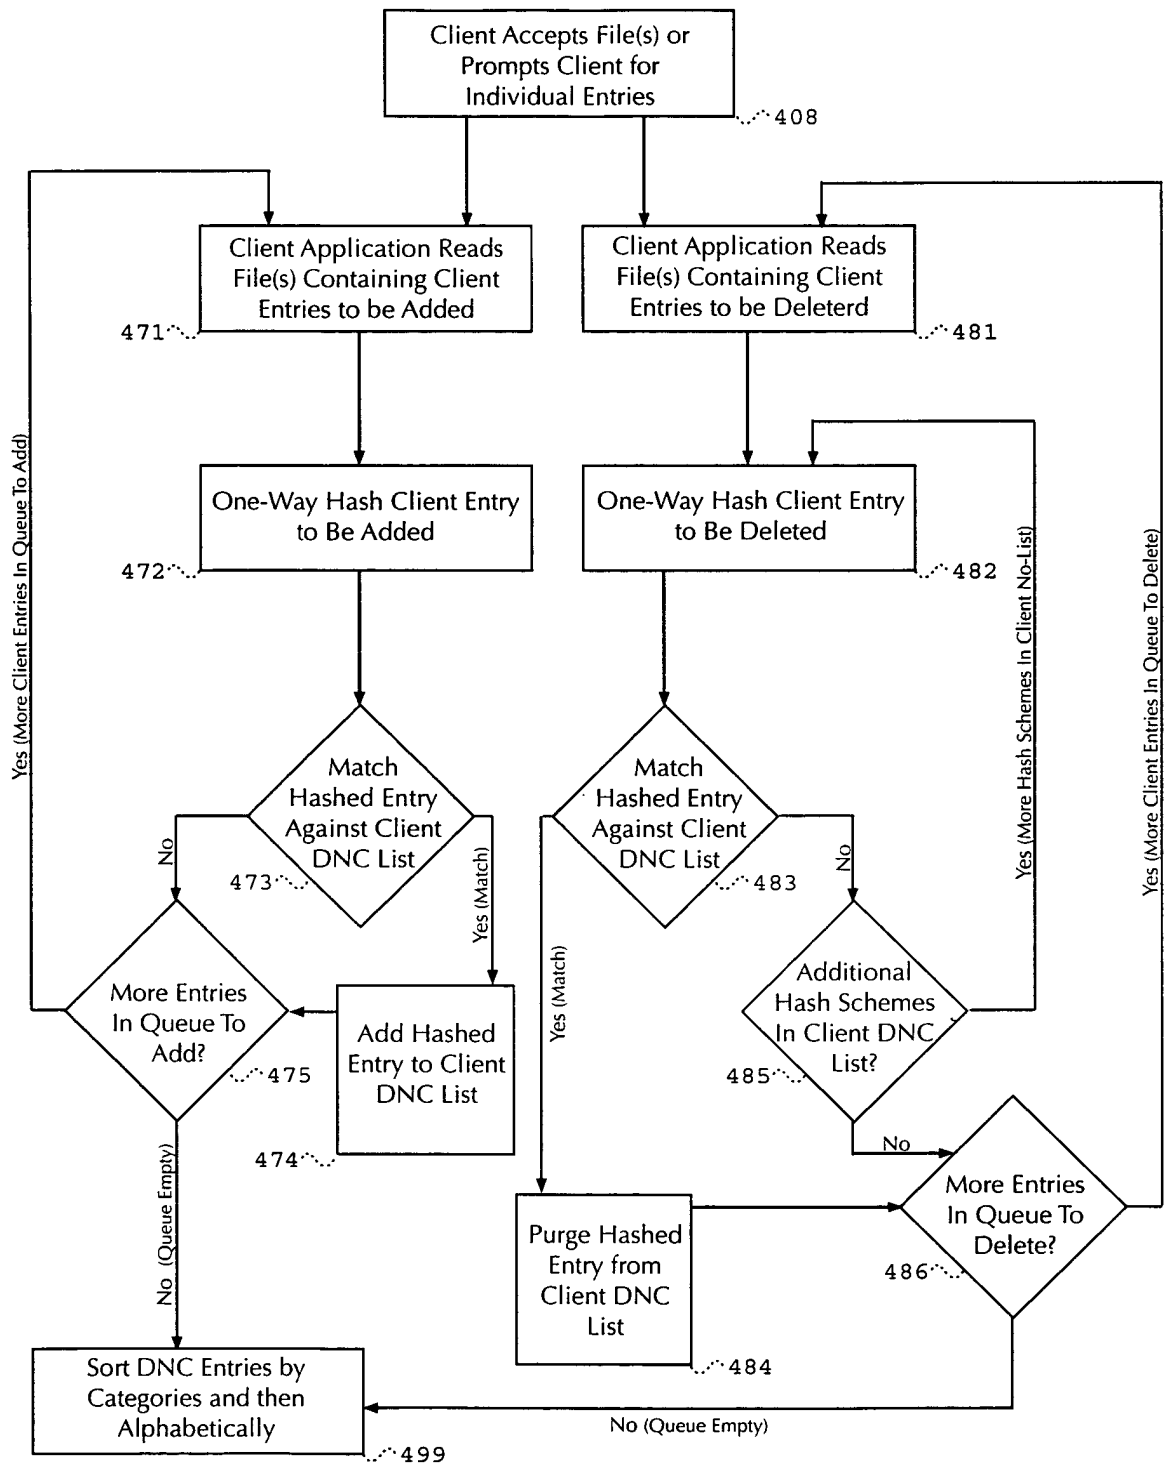 Client Accepts File(s) or
Prompts Client for
Individual Entries
408
Client Application Reads
File(s) Containing Client
Entries to be Added
471
Client Application Reads
File(s) Containing Client
Entries to be Deleterd
481
Yes (More Client Entries In Queue To Add)
One-Way Hash Client Entry
to Be Added
472
One-Way Hash Client Entry
to Be Deleted
482
Yes (More Hash Schemes In Client No-List)
Yes (More Client Entries In Queue To Delete)
Match
Hashed Entry
Against Client
DNC List
473
No
Yes (Match)
Match
Hashed Entry
Against Client
DNC List
483
No
Yes (Match)
More Entries
In Queue To
Add?
475
Add Hashed
Entry to Client
DNC List
474
Additional
Hash Schemes
In Client DNC
List?
485
No
No (Queue Empty)
Purge Hashed
Entry from
Client DNC
List
484
More Entries
In Queue To
Delete?
486
Sort DNC Entries by
Categories and then
Alphabetically
499
No (Queue Empty)